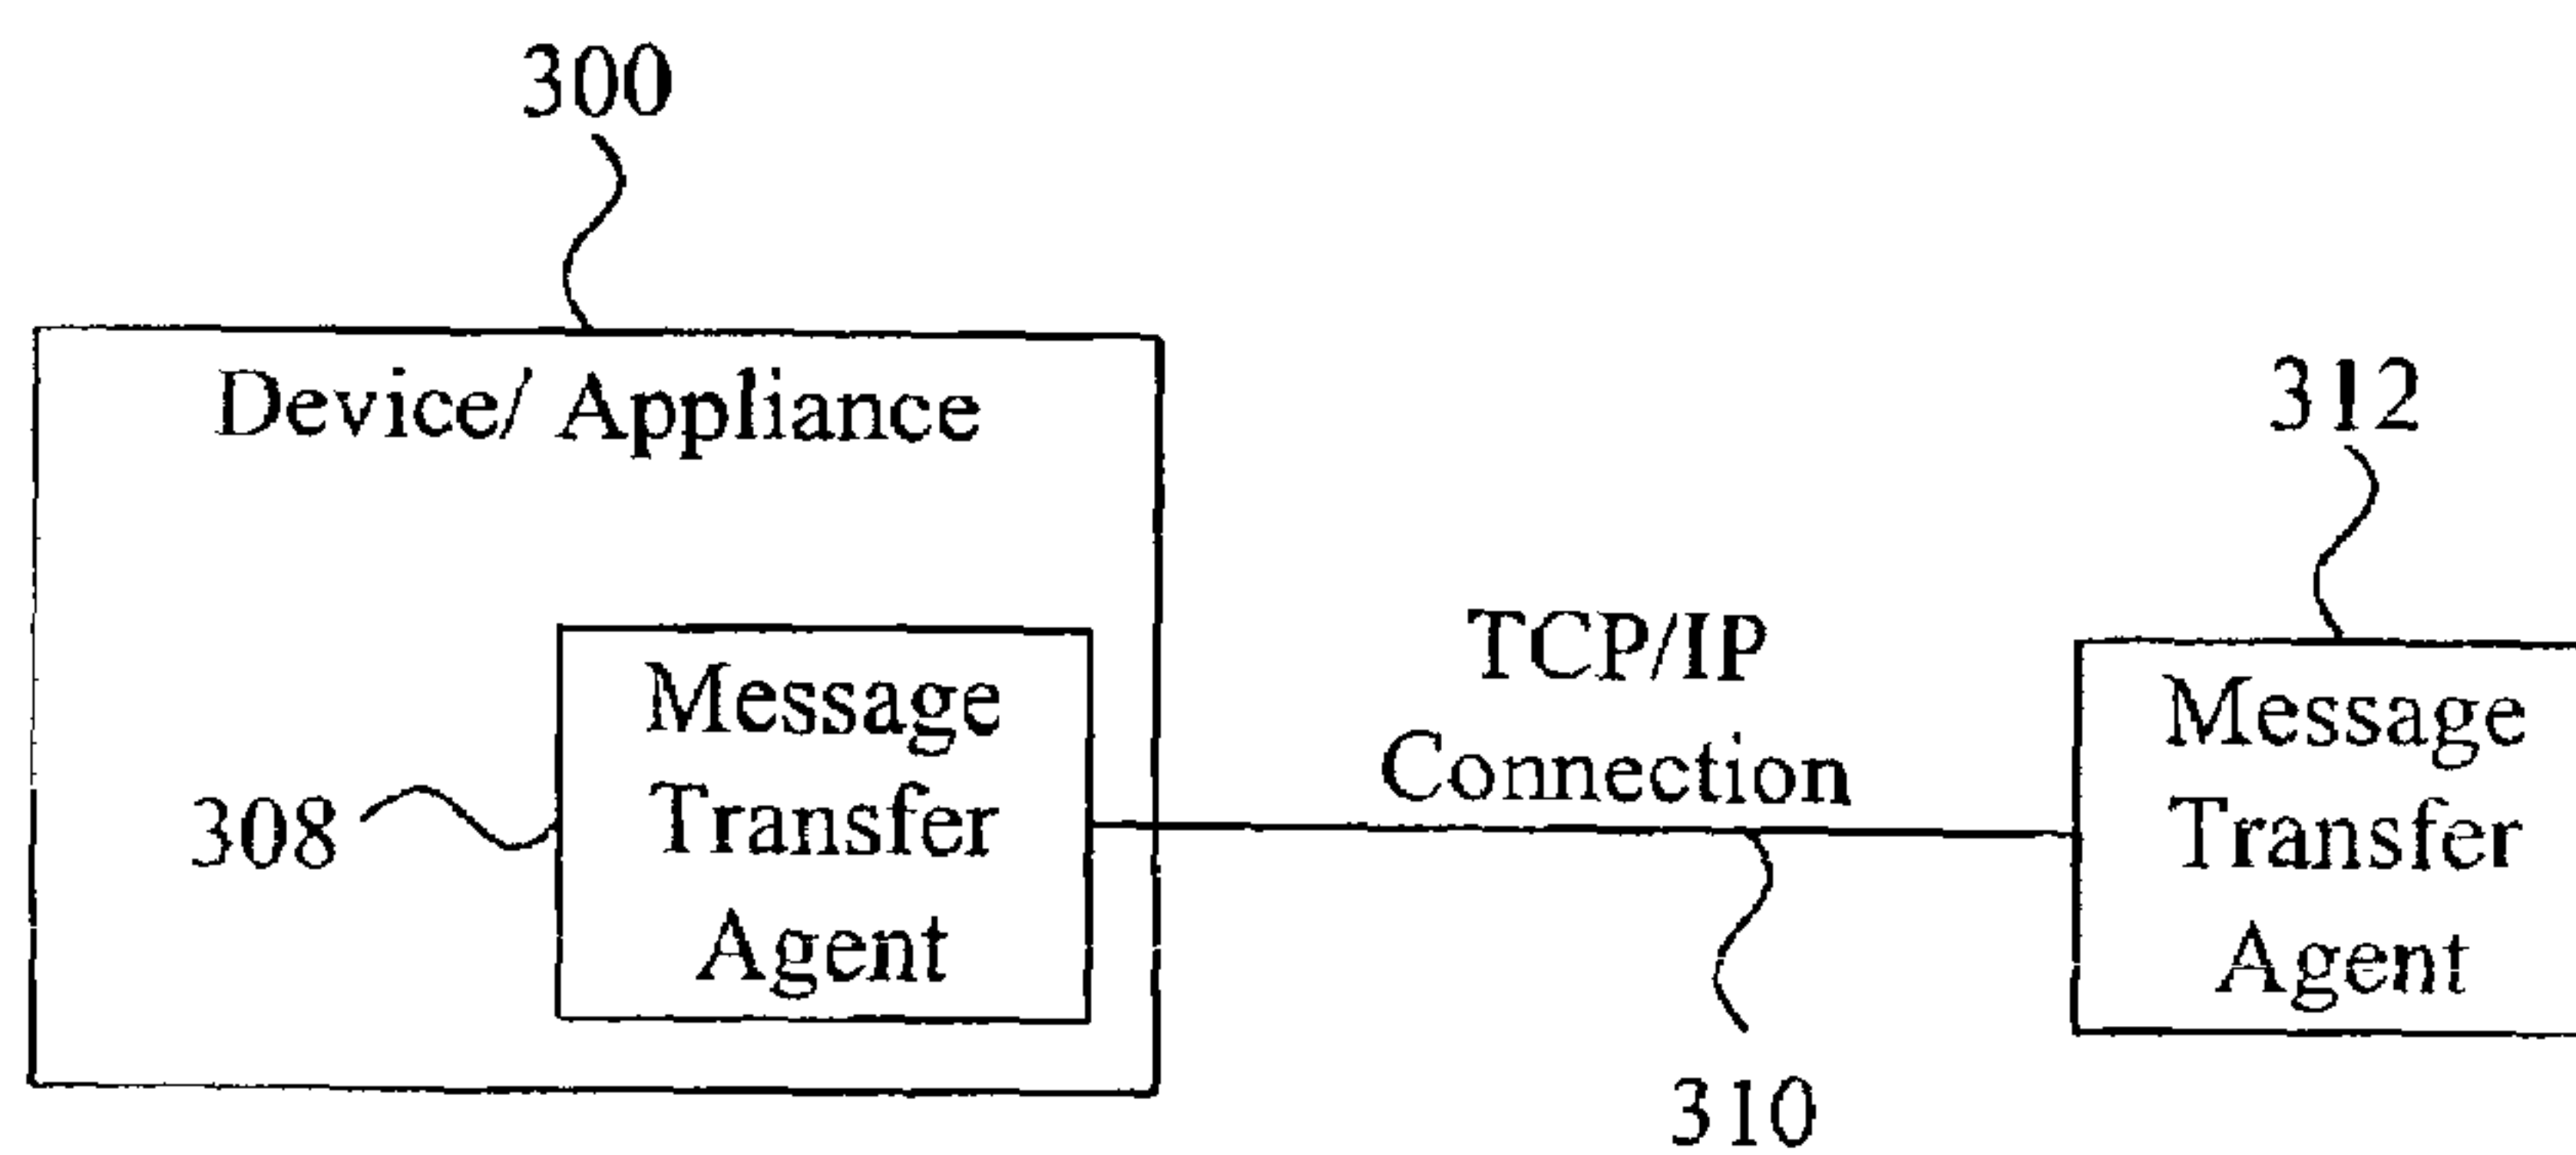 300
Device/ Appliance
312
TCP/IP
Connection
Message
Transfer
Agent
308
Message
Transfer
Agent
310